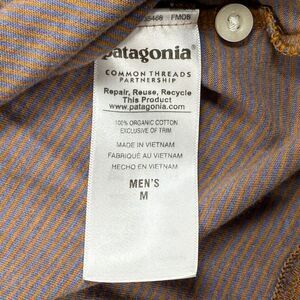 FMOB
patagonia®
COMMON THREADS
PARTNERSHIP
Repair, Reuse, Recycle
This Product
www.patagonia.com
100% ORGANIC COTTON
EXCLUSIVE OF TRIM
MADE IN VIETNAM
FABRIQUÉ AU VIETNAM
HECHO EN VIETNAM
MEN'S
M